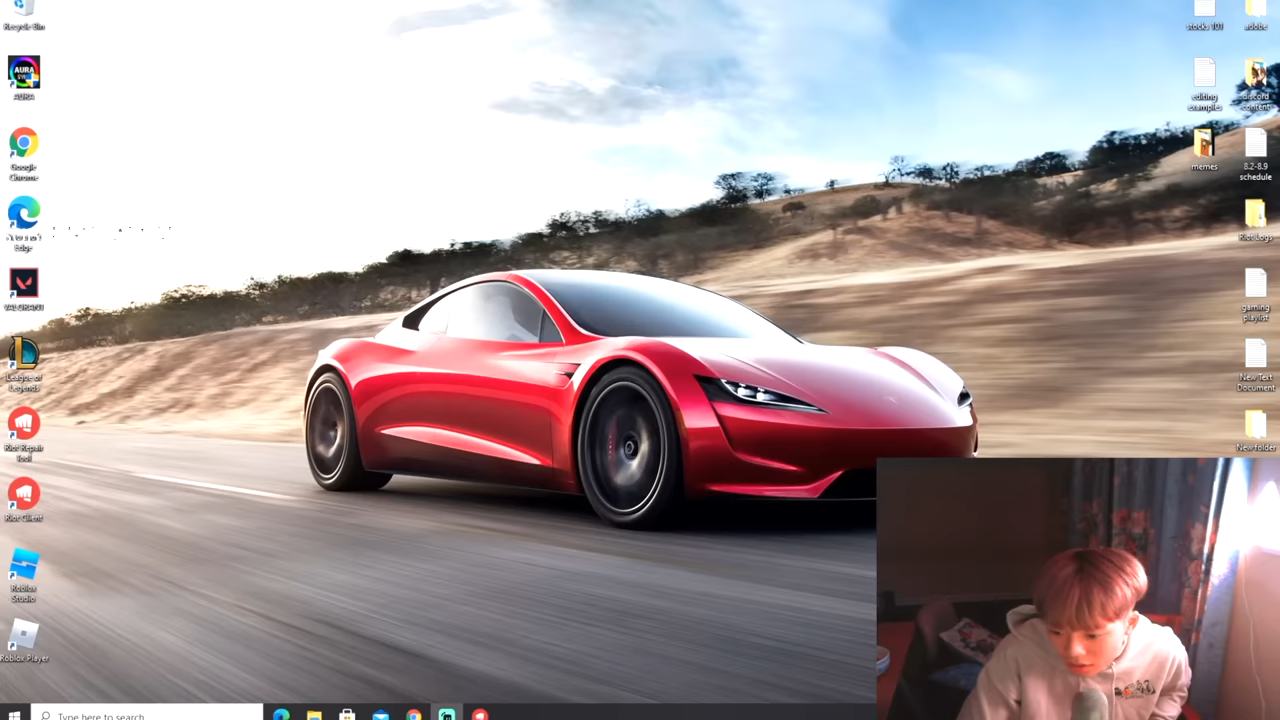 Recycle Bin
AURA
AURA
Google
Chrome
Edge
VALORANT
League of
Legends
Riot Repair
Tool
Riot Client
Roblox
Studio
Roblox Player
stocks 101
adobe
editing
examples
discord
content
memes
8.2-8.9
schedule
Riot Logs
gaming
playlist
New Text
Document
New folder
Type here to search